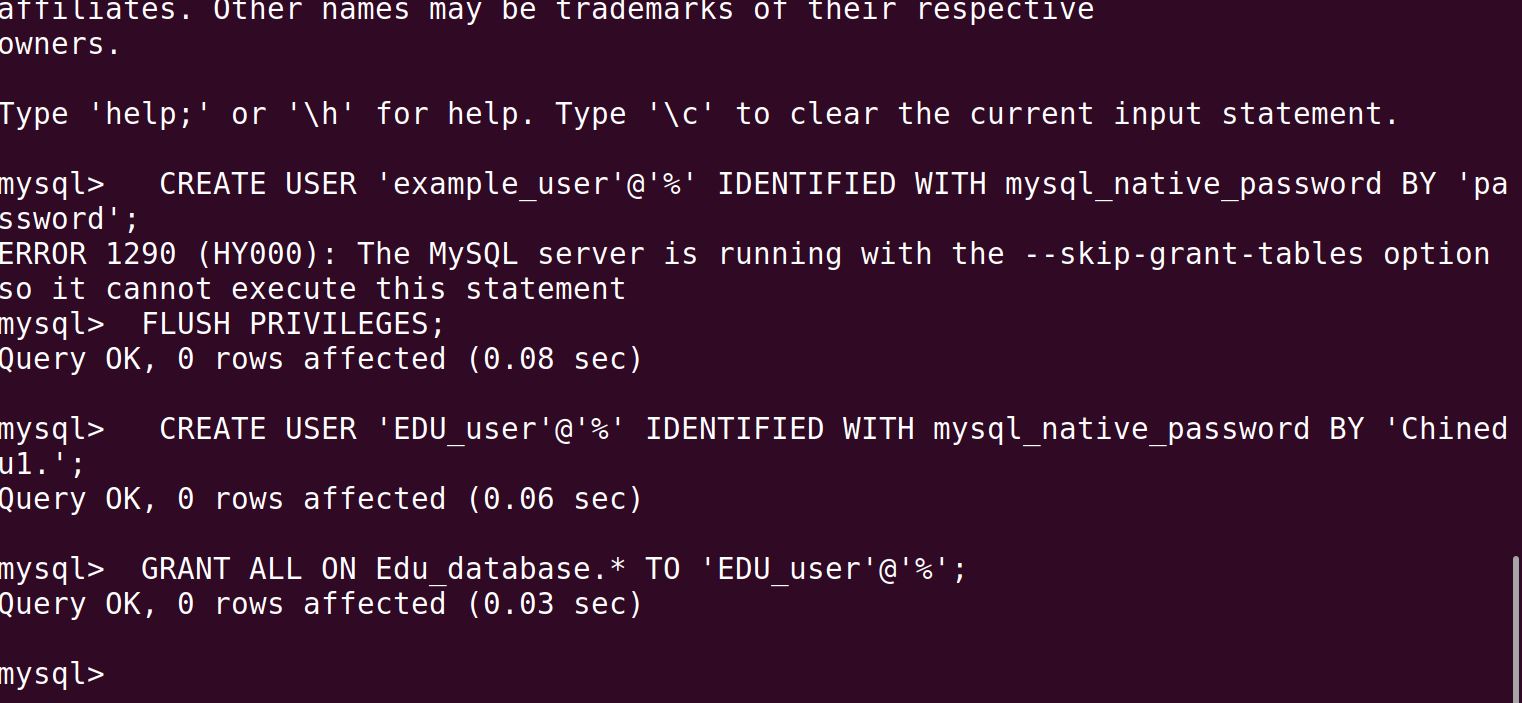 affiliates. Other names may be trademarks of their respective
owners.
Type 'help;' or '\h' for help. Type '\c' to clear the current input statement.
mysql>   CREATE USER 'example_user'@'%' IDENTIFIED WITH mysql_native_password BY 'pa
ssword';
ERROR 1290 (HY000): The MySQL server is running with the --skip-grant-tables option
so it cannot execute this statement
mysql>  FLUSH PRIVILEGES;
Query OK, 0 rows affected (0.08 sec)
mysql>   CREATE USER 'EDU_user'@'%' IDENTIFIED WITH mysql_native_password BY 'Chined
u1.';
Query OK, 0 rows affected (0.06 sec)
mysql>  GRANT ALL ON Edu_database.* TO 'EDU_user'@'%';
Query OK, 0 rows affected (0.03 sec)
mysql>